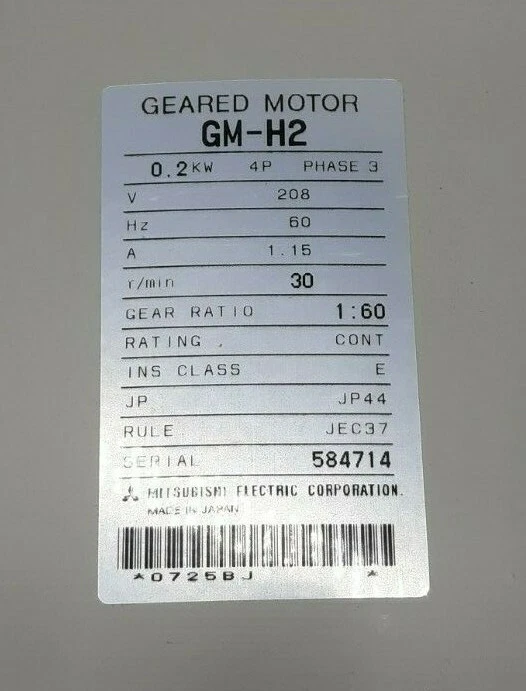 GEARED MOTOR
GM-H2
0.2KW 4P PHASE 3
V 208
Hz 60
A 1.15
r/min 30
GEAR RATIO 1:60
RATING . CONT
INS CLASS E
JP JP44
RULE JEC37
SERIAL 584714
MITSUBISHI ELECTRIC CORPORATION.
MADE IN JAPAN
*0725BJ *